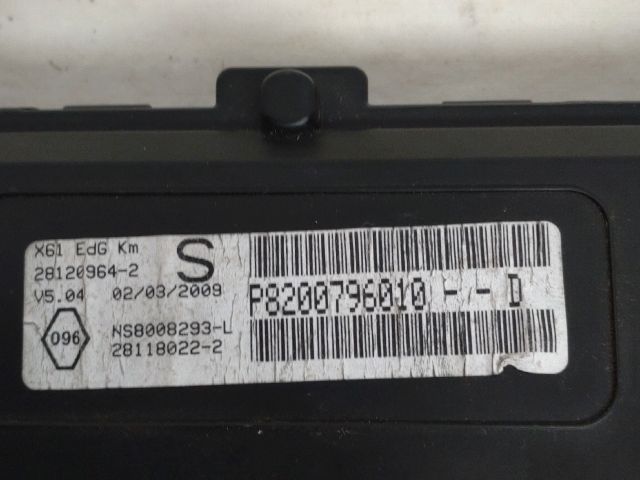 X61 EdG Km
S
28120964-2
V5.04 02/03/2009
P8200796010 - - D
096
NS8008293-L
28118022-2